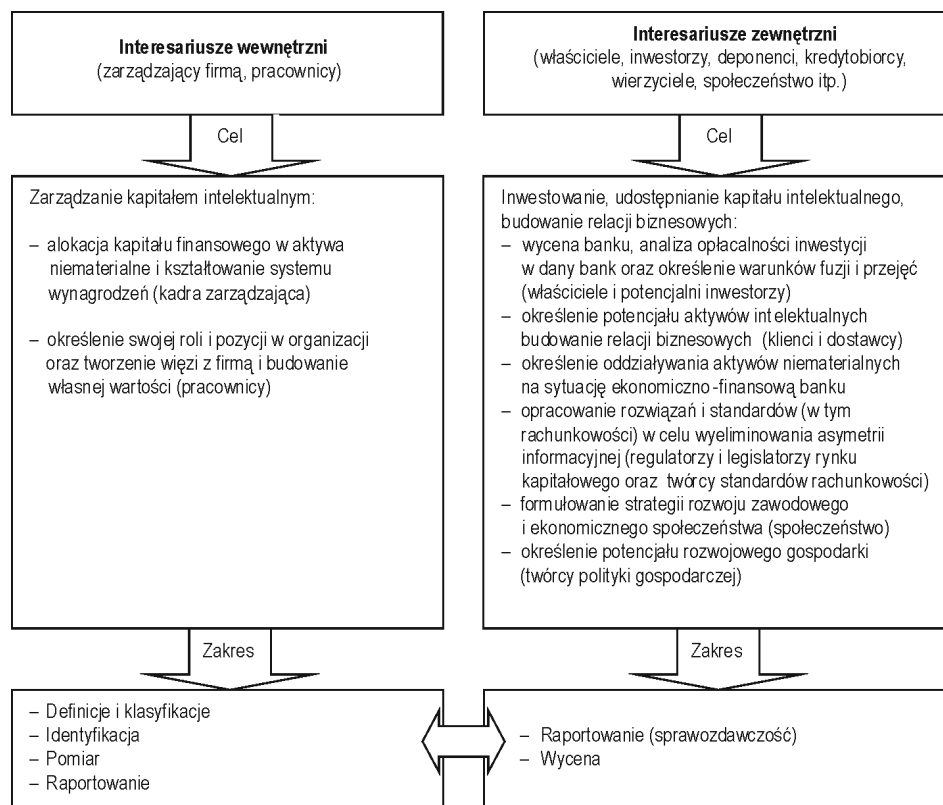 Interesariusze wewnętrzni
(zarządzający firmą, pracownicy)
Cel
Zarządzanie kapitałem intelektualnym:
– alokacja kapitału finansowego w aktywa
niematerialne i kształtowanie systemu
wynagrodzeń (kadra zarządzająca)
– określenie swojej roli i pozycji w organizacji
oraz tworzenie więzi z firmą i budowanie
własnej wartości (pracownicy)
Zakres
– Definicje i klasyfikacje
– Identyfikacja
– Pomiar
– Raportowanie
Interesariusze zewnętrzni
(właściciele, inwestorzy, deponenci, kredytobiorcy,
wierzyciele, społeczeństwo itp.)
Cel
Inwestowanie, udostępnianie kapitału intelektualnego,
budowanie relacji biznesowych:
– wycena banku, analiza opłacalności inwestycji
w dany bank oraz określenie warunków fuzji i przejęć
(właściciele i potencjalni inwestorzy)
– określenie potencjału aktywów intelektualnych
budowanie relacji biznesowych (klienci i dostawcy)
– określenie oddziaływania aktywów niematerialnych
na sytuację ekonomiczno-finansową banku
– opracowanie rozwiązań i standardów (w tym
rachunkowości) w celu wyeliminowania asymetrii
informacyjnej (regulatorzy i legislatorzy rynku
kapitałowego oraz twórcy standardów rachunkowości)
– formułowanie strategii rozwoju zawodowego
i ekonomicznego społeczeństwa (społeczeństwo)
– określenie potencjału rozwojowego gospodarki
(twórcy polityki gospodarczej)
Zakres
– Raportowanie (sprawozdawczość)
– Wycena